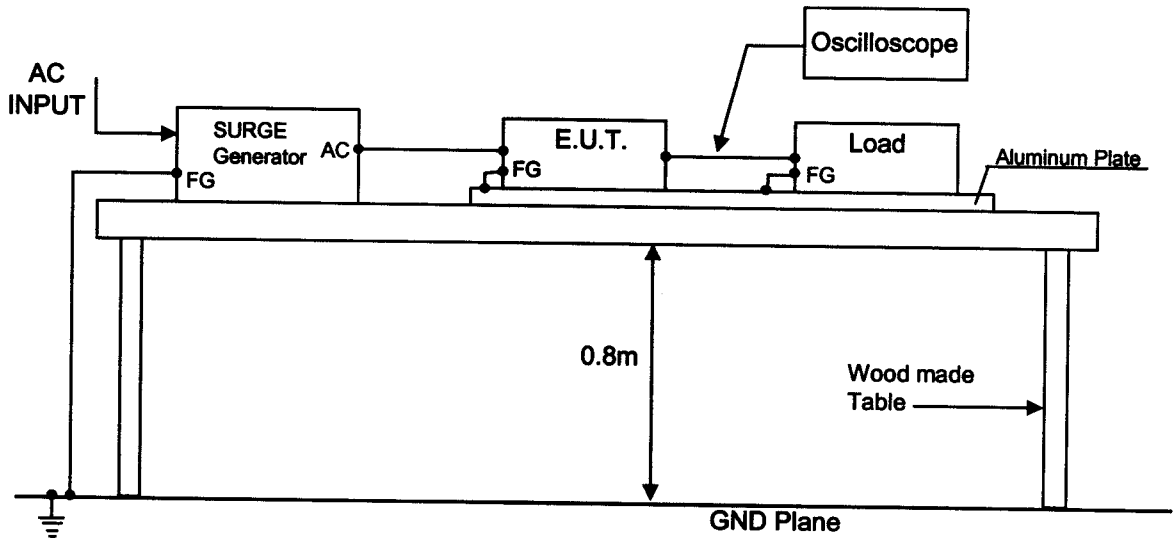 Oscilloscope
AC
INPUT
SURGE
Generator
AC
FG
E.U.T.
FG
Load
FG
Aluminum Plate
0.8m
Wood made
Table
GND Plane